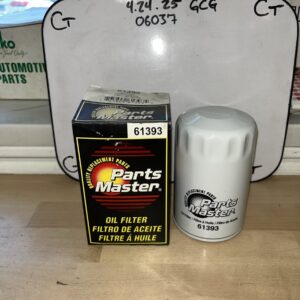 4.24.25 GCG
06037
CT
CT
CT
AUTOMOTIV
PARTS
61393
QUALITY REPLACEMENT PARTS
Parts
Master
OIL FILTER
FILTRO DE ACEITE
FILTRE À HUILE
Parts
Master
61393